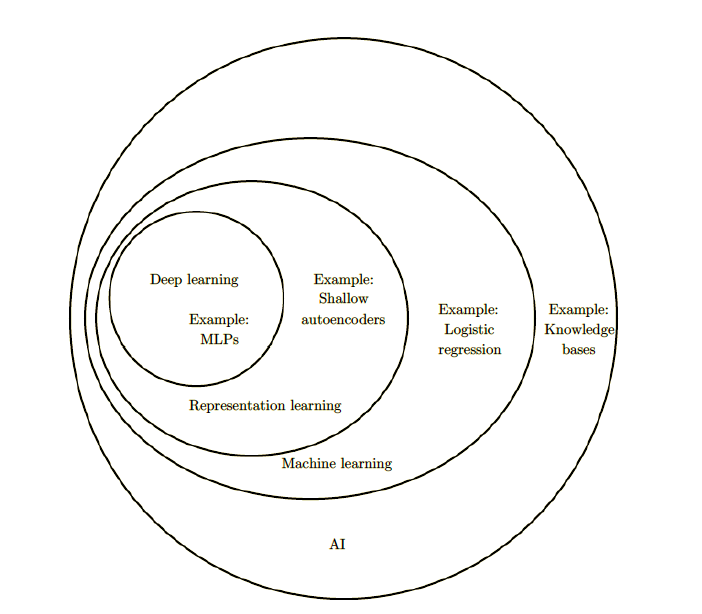 Deep learning
Example:
MLPs
Example:
Shallow
autoencoders
Example:
Logistic
regression
Example:
Knowledge
bases
Representation learning
Machine learning
AI